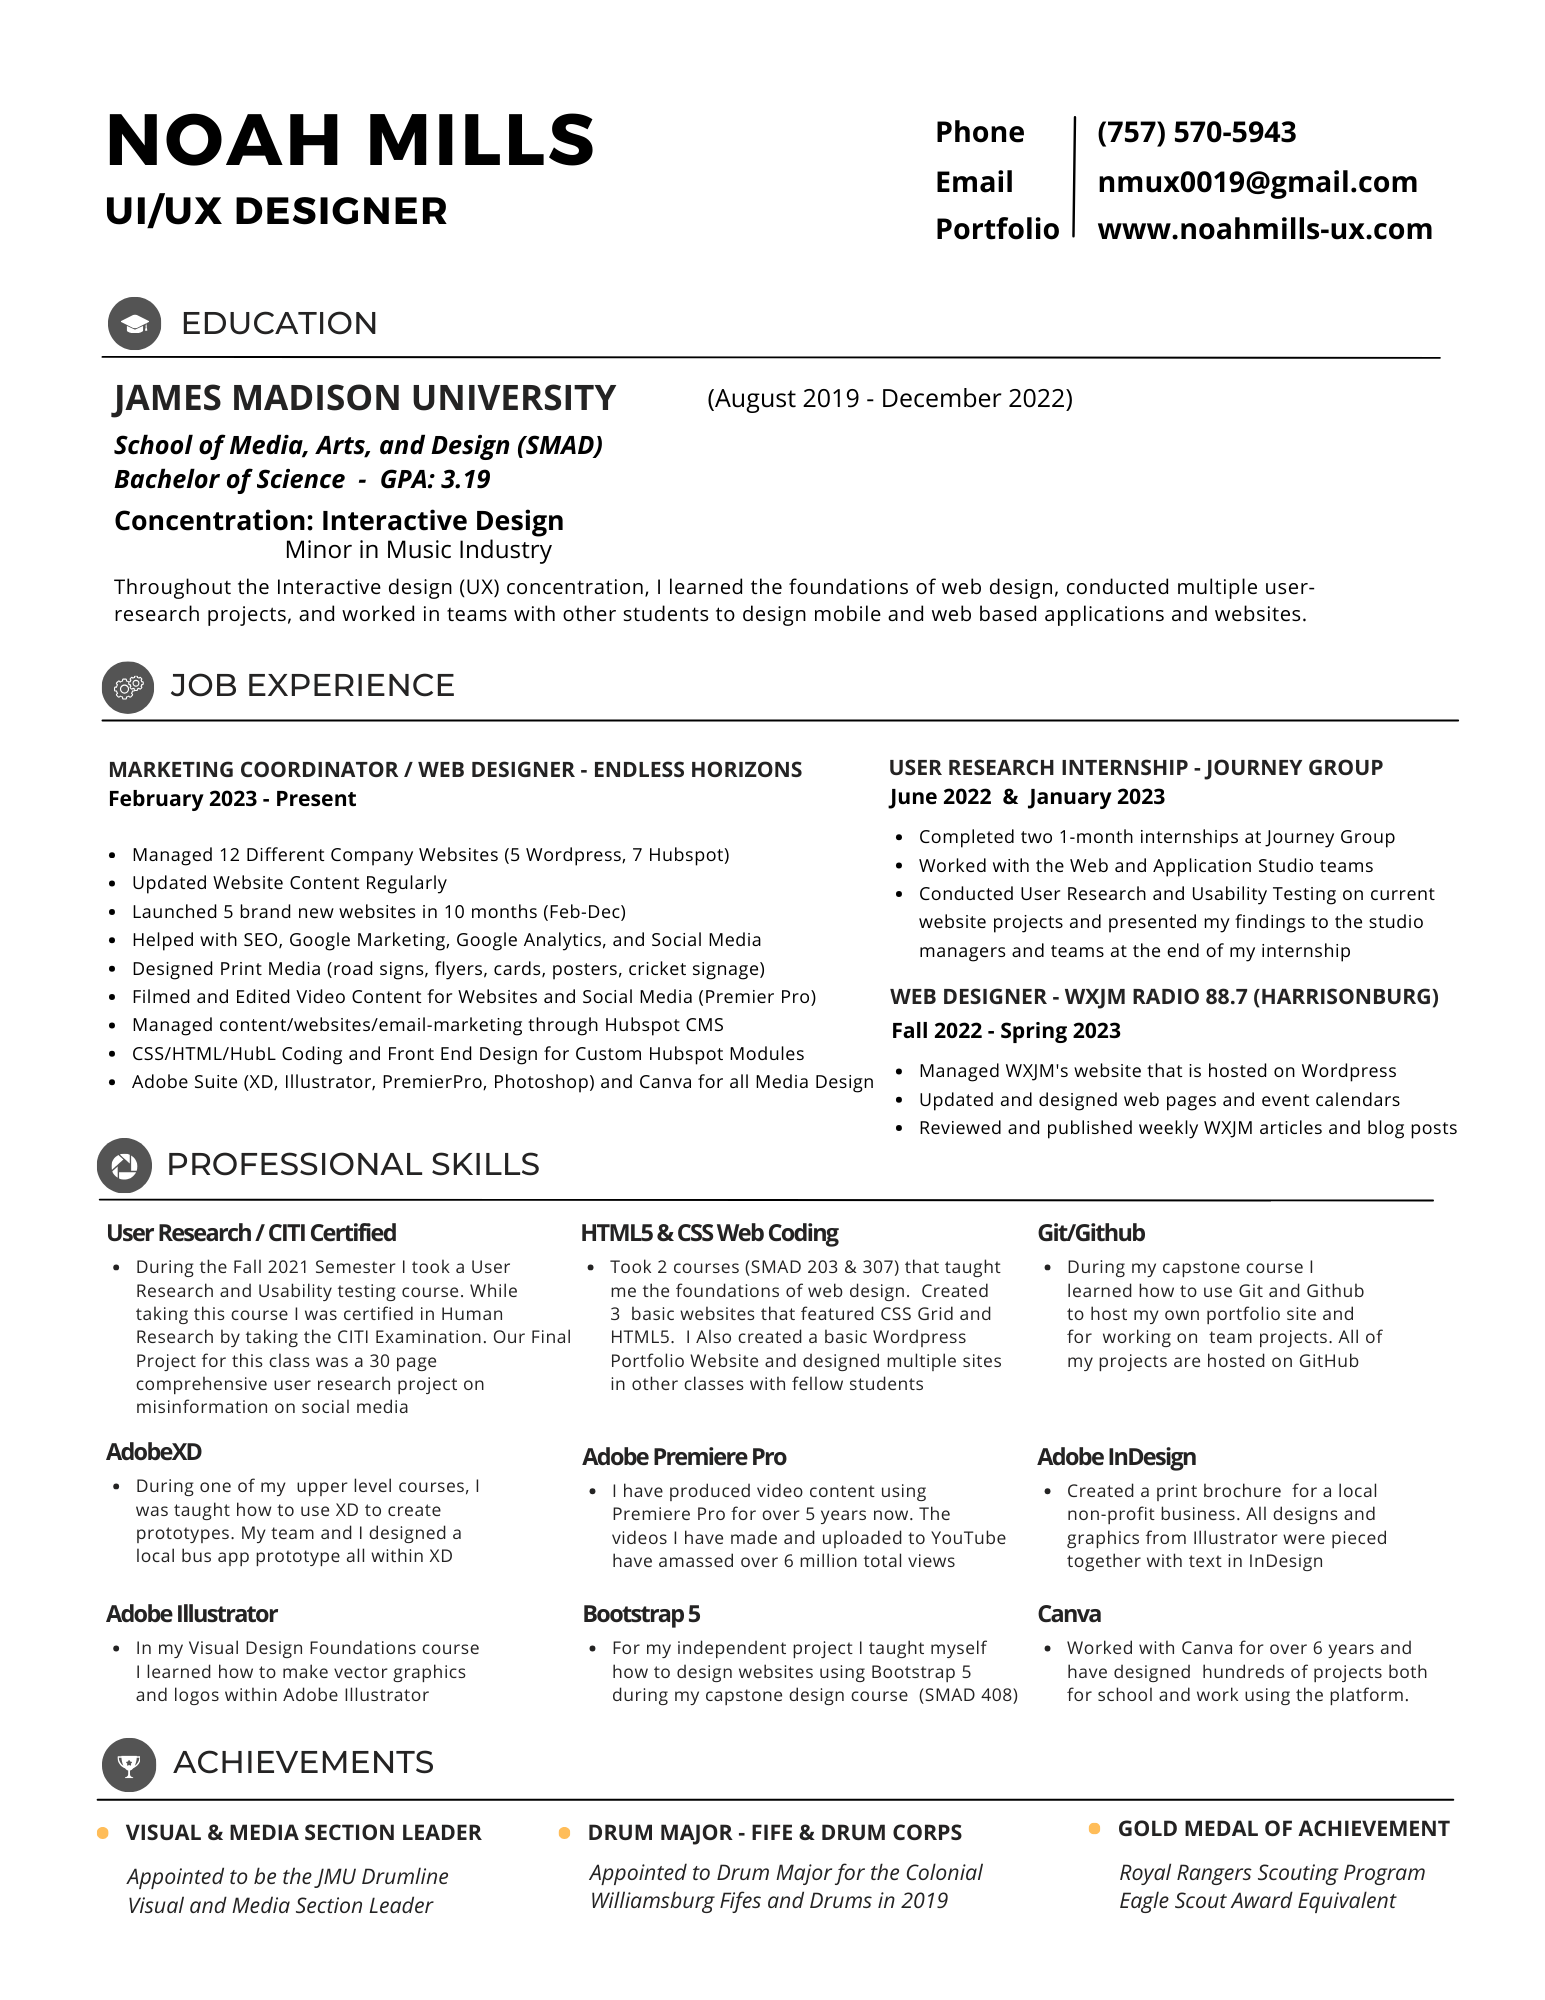 NOAH MILLS
UI/UX DESIGNER
Phone (757) 570-5943
Email nmux0019@gmail.com
Portfolio www.noahmills-ux.com
EDUCATION
JAMES MADISON UNIVERSITY (August 2019 - December 2022)
School of Media, Arts, and Design (SMAD)
Bachelor of Science - GPA: 3.19
Concentration: Interactive Design
Minor in Music Industry
Throughout the Interactive design (UX) concentration, I learned the foundations of web design, conducted multiple user-
research projects, and worked in teams with other students to design mobile and web based applications and websites.
JOB EXPERIENCE
MARKETING COORDINATOR / WEB DESIGNER - ENDLESS HORIZONS
February 2023 - Present
• Managed 12 Different Company Websites (5 Wordpress, 7 Hubspot)
• Updated Website Content Regularly
• Launched 5 brand new websites in 10 months (Feb-Dec)
• Helped with SEO, Google Marketing, Google Analytics, and Social Media
• Designed Print Media (road signs, flyers, cards, posters, cricket signage)
• Filmed and Edited Video Content for Websites and Social Media (Premier Pro)
• Managed content/websites/email-marketing through Hubspot CMS
• CSS/HTML/HubL Coding and Front End Design for Custom Hubspot Modules
• Adobe Suite (XD, Illustrator, PremierPro, Photoshop) and Canva for all Media Design
USER RESEARCH INTERNSHIP - JOURNEY GROUP
June 2022 & January 2023
• Completed two 1-month internships at Journey Group
• Worked with the Web and Application Studio teams
• Conducted User Research and Usability Testing on current
website projects and presented my findings to the studio
managers and teams at the end of my internship
WEB DESIGNER - WXJM RADIO 88.7 (HARRISONBURG)
Fall 2022 - Spring 2023
• Managed WXJM's website that is hosted on Wordpress
• Updated and designed web pages and event calendars
• Reviewed and published weekly WXJM articles and blog posts
PROFESSIONAL SKILLS
User Research / CITI Certified
• During the Fall 2021 Semester I took a User
Research and Usability testing course. While
taking this course I was certified in Human
Research by taking the CITI Examination. Our Final
Project for this class was a 30 page
comprehensive user research project on
misinformation on social media
HTML5 & CSS Web Coding
• Took 2 courses (SMAD 203 & 307) that taught
me the foundations of web design. Created
3 basic websites that featured CSS Grid and
HTML5. I Also created a basic Wordpress
Portfolio Website and designed multiple sites
in other classes with fellow students
Git/Github
• During my capstone course I
learned how to use Git and Github
to host my own portfolio site and
for working on team projects. All of
my projects are hosted on GitHub
AdobeXD
• During one of my upper level courses, I
was taught how to use XD to create
prototypes. My team and I designed a
local bus app prototype all within XD
Adobe Premiere Pro
• I have produced video content using
Premiere Pro for over 5 years now. The
videos I have made and uploaded to YouTube
have amassed over 6 million total views
Adobe InDesign
• Created a print brochure for a local
non-profit business. All designs and
graphics from Illustrator were pieced
together with text in InDesign
Adobe Illustrator
• In my Visual Design Foundations course
I learned how to make vector graphics
and logos within Adobe Illustrator
Bootstrap 5
• For my independent project I taught myself
how to design websites using Bootstrap 5
during my capstone design course (SMAD 408)
Canva
• Worked with Canva for over 6 years and
have designed hundreds of projects both
for school and work using the platform.
ACHIEVEMENTS
• VISUAL & MEDIA SECTION LEADER
Appointed to be the JMU Drumline
Visual and Media Section Leader
• DRUM MAJOR - FIFE & DRUM CORPS
Appointed to Drum Major for the Colonial
Williamsburg Fifes and Drums in 2019
• GOLD MEDAL OF ACHIEVEMENT
Royal Rangers Scouting Program
Eagle Scout Award Equivalent